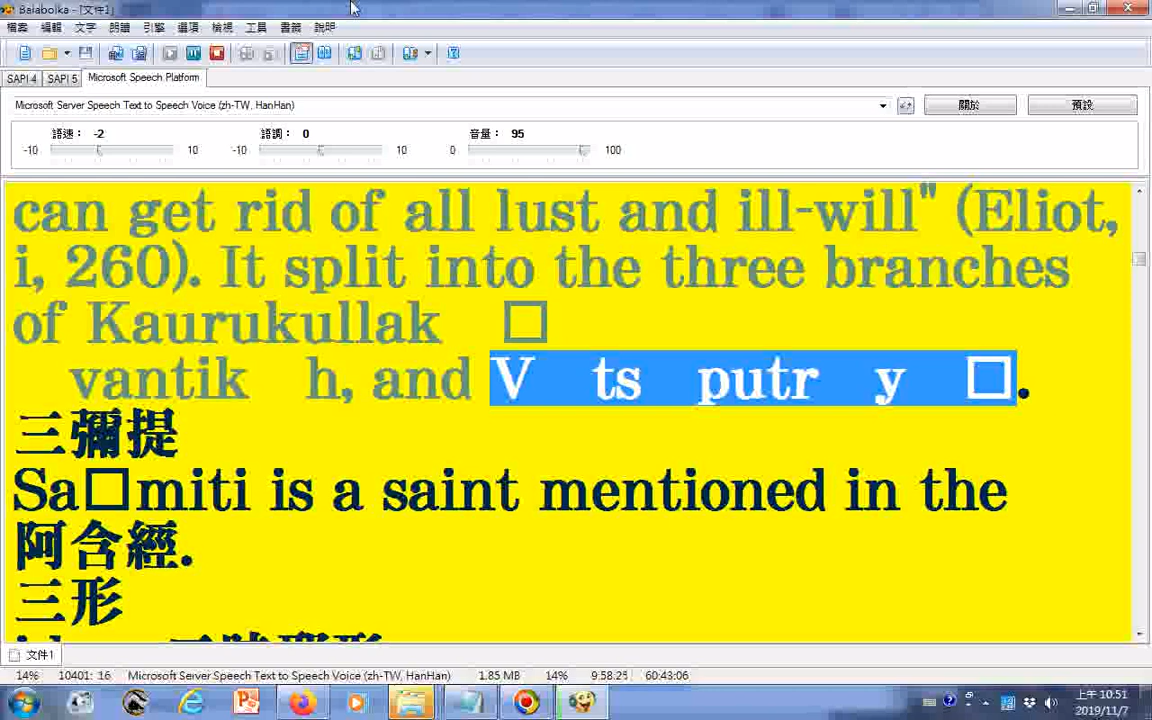 Balabolka - [文件1]
檔案 編輯 文字 朗讀 引擎 選項 檢視 工具 書籤 說明
SAPI 4 SAPI 5 Microsoft Speech Platform
Microsoft Server Speech Text to Speech Voice (zh-TW, HanHan) 關於 預設
語速： -2 語調： 0 音量： 95
-10 10 -10 10 0 100
can get rid of all lust and ill-will" (Eliot,
i, 260). It split into the three branches
of Kaurukullak □
vantik h, and V ts putr y □.
三彌提
Sa□miti is a saint mentioned in the
阿含經.
三形
文件1
14% 10401: 16 Microsoft Server Speech Text to Speech Voice (zh-TW, HanHan) 1.85 MB 14% 9:58:25 60:43:06
上午 10:51
2019/11/7